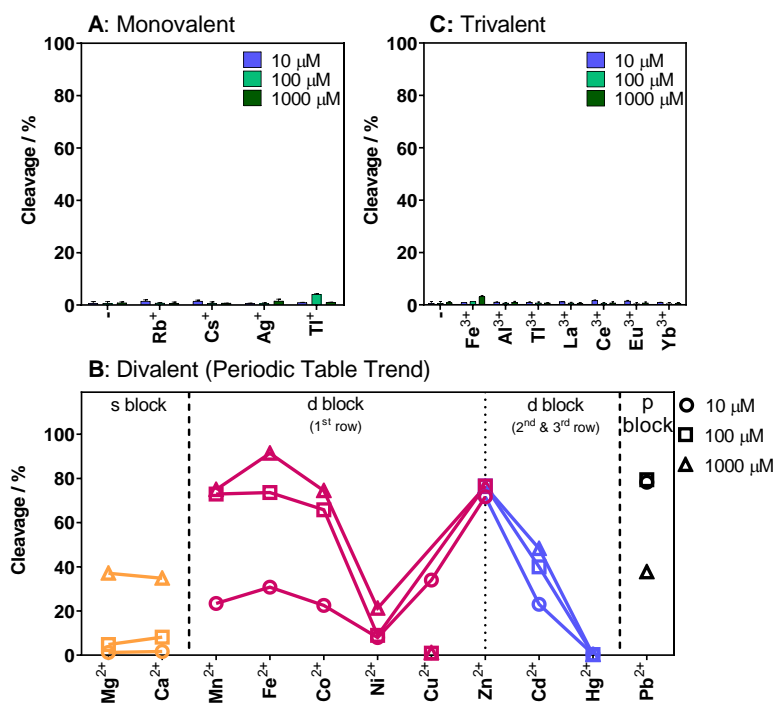 A: Monovalent
Cleavage / %
100
80
60
40
20
0
10 μM
100 μM
1000 μM
-
Rb+
Cs+
Ag+
Tl+
C: Trivalent
Cleavage / %
100
80
60
40
20
0
10 μM
100 μM
1000 μM
-
Fe3+
Al3+
Tl3+
La3+
Ce3+
Eu3+
Yb3+
B: Divalent (Periodic Table Trend)
Cleavage / %
100
80
60
40
20
0
s block
d block
(1st row)
d block
(2nd & 3rd row)
p
block
10 μM
100 μM
1000 μM
Mg2+
Ca2+
Mn2+
Fe2+
Co2+
Ni2+
Cu2+
Zn2+
Cd2+
Hg2+
Pb2+